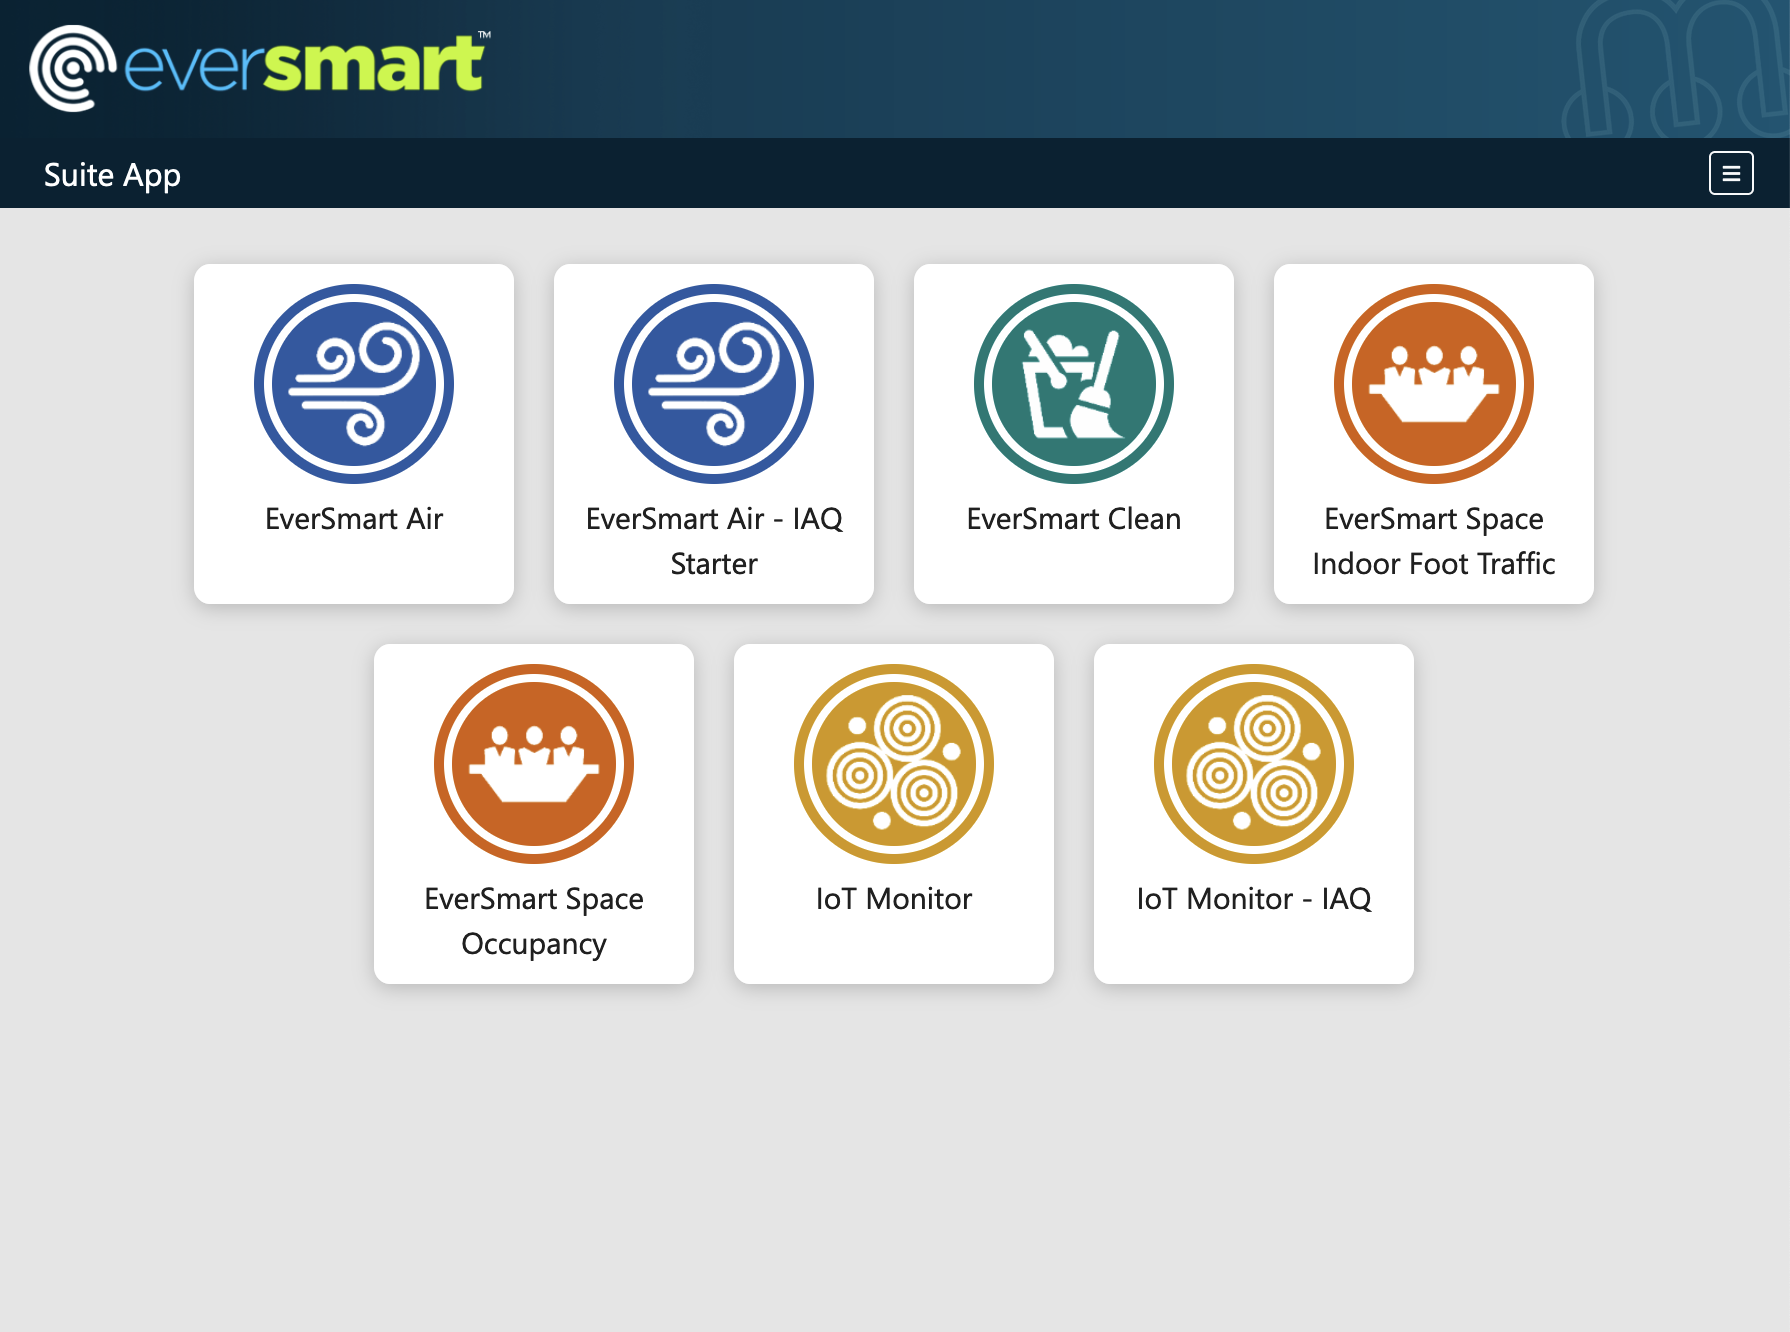 eversmart™
Suite App
EverSmart Air
EverSmart Air - IAQ
Starter
EverSmart Clean
EverSmart Space
Indoor Foot Traffic
EverSmart Space
Occupancy
IoT Monitor
IoT Monitor - IAQ